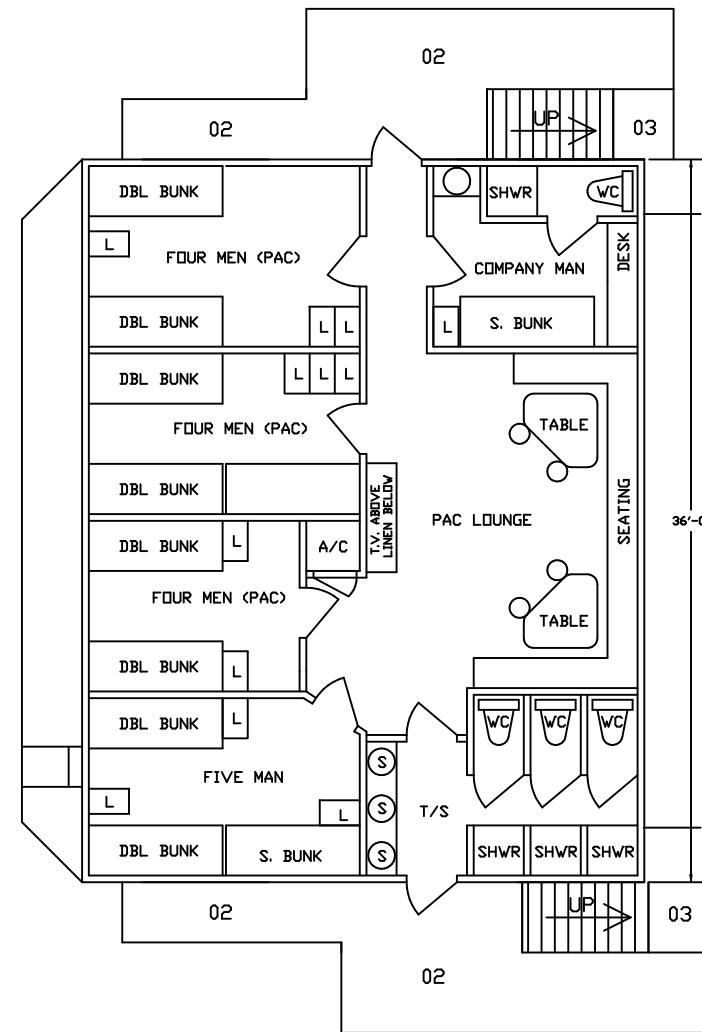 02
02
UP
03
DBL BUNK
SHWR
WC
L
FOUR MEN (PAC)
COMPANY MAN
DESK
DBL BUNK
L
L
L
S. BUNK
DBL BUNK
L
L
L
FOUR MEN (PAC)
TABLE
DBL BUNK
T.V. ABOVE
LINEN BELOW
PAC LOUNGE
SEATING
36'-0
DBL BUNK
L
A/C
FOUR MEN (PAC)
TABLE
DBL BUNK
L
DBL BUNK
L
WC
WC
WC
S
FIVE MAN
L
L
S
T/S
DBL BUNK
S. BUNK
S
SHWR
SHWR
SHWR
02
UP
03
02